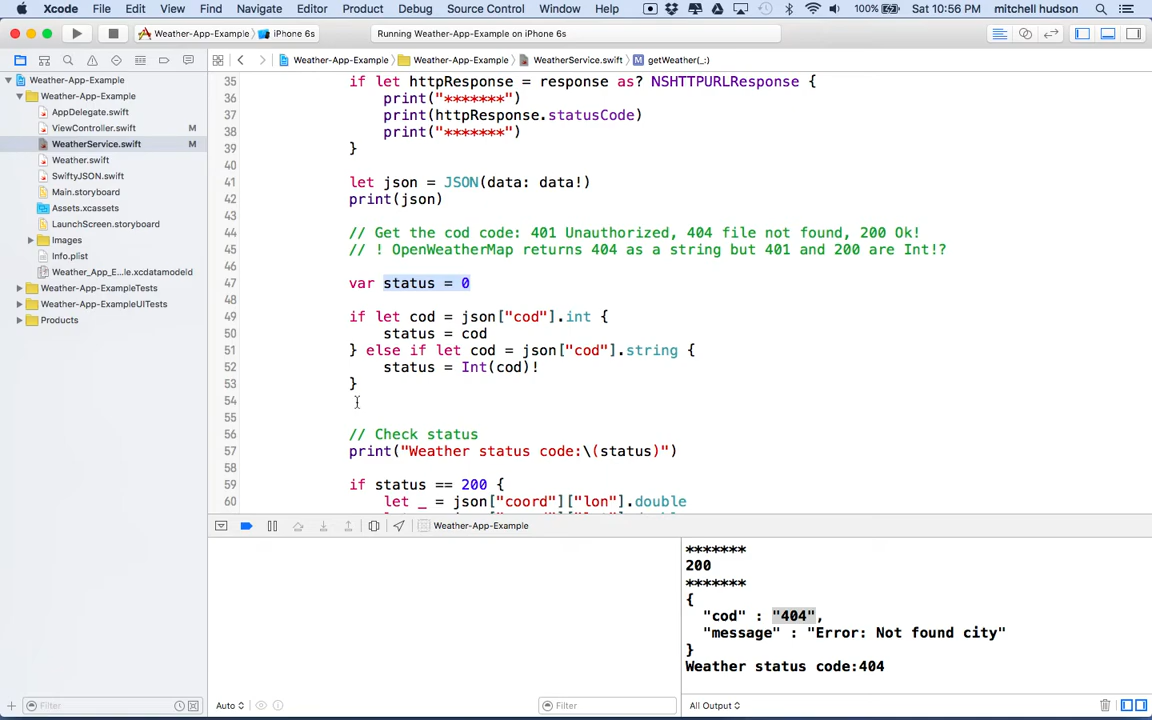 Xcode File Edit View Find Navigate Editor Product Debug Source Control Window Help 100% Sat 10:56 PM mitchell hudson
Weather-App-Example iPhone 6s Running Weather-App-Example on iPhone 6s
Weather-App-Example Weather-App-Example WeatherService.swift M getWeather(_:)
Weather-App-Example
Weather-App-Example
AppDelegate.swift
ViewController.swift M
WeatherService.swift M
Weather.swift
SwiftyJSON.swift
Main.storyboard
Assets.xcassets
LaunchScreen.storyboard
Images
Info.plist
Weather_App_E...le.xcdatamodeld
Weather-App-ExampleTests
Weather-App-ExampleUITests
Products
35 if let httpResponse = response as? NSHTTPURLResponse {
36 print("*******")
37 print(httpResponse.statusCode)
38 print("*******")
39 }
40
41 let json = JSON(data: data!)
42 print(json)
43
44 // Get the cod code: 401 Unauthorized, 404 file not found, 200 Ok!
45 // ! OpenWeatherMap returns 404 as a string but 401 and 200 are Int!?
46
47 var status = 0
48
49 if let cod = json["cod"].int {
50 status = cod
51 } else if let cod = json["cod"].string {
52 status = Int(cod)!
53 }
54
55
56 // Check status
57 print("Weather status code:\(status)")
58
59 if status == 200 {
60 let _ = json["coord"]["lon"].double
Weather-App-Example
*******
200
*******
{
"cod" : "404",
"message" : "Error: Not found city"
}
Weather status code:404
Filter Auto Filter All Output